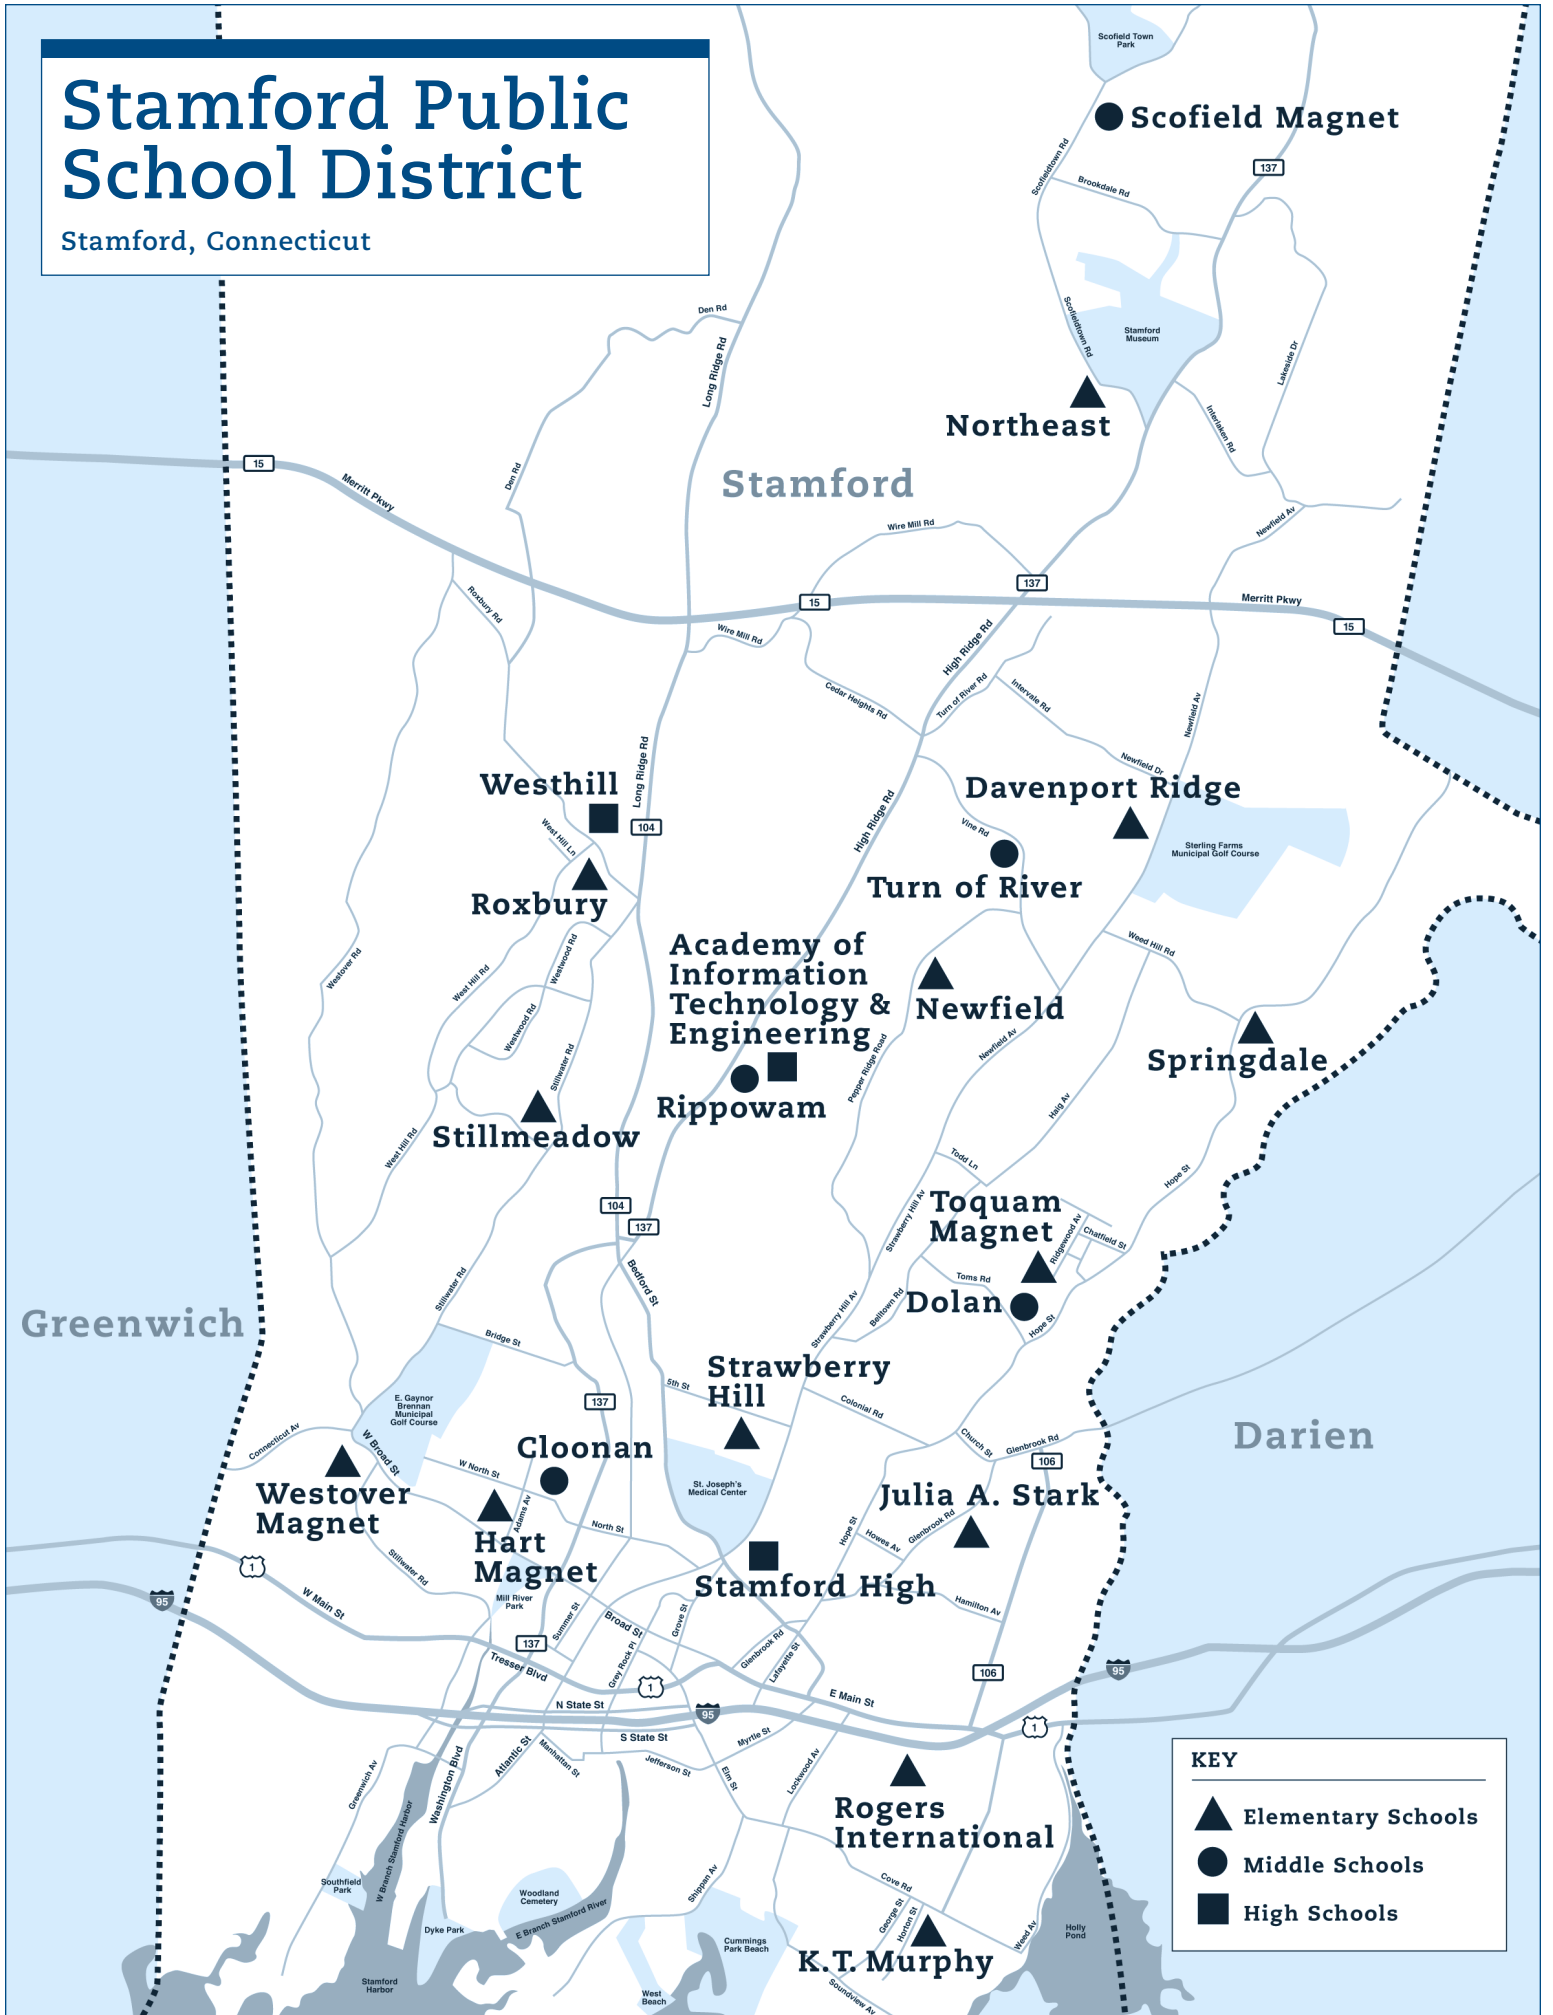 Stamford Public
School District
Stamford, Connecticut
Scofield Town
Park
Scofield Magnet
137
Scofieldtown Rd
Brookdale Rd
Stamford
Museum
Scofieldtown Rd
Lakeside Dr
Den Rd
Long Ridge Rd
Northeast
Interlaken Rd
15
Merritt Pkwy
Den Rd
Stamford
Wire Mill Rd
Newfield Av
137
15
Merritt Pkwy
15
Roxbury Rd
Wire Mill Rd
High Ridge Rd
Cedar Heights Rd
Turn of River Rd
Intervale Rd
Newfield Av
Newfield Dr
Long Ridge Rd
Westhill
104
West Hill Ln
High Ridge Rd
Davenport Ridge
Vine Rd
Sterling Farms
Municipal Golf Course
Turn of River
Roxbury
Academy of
Information
Technology &
Engineering
Weed Hill Rd
Westover Rd
West Hill Rd
Westwood Rd
Westwood Rd
Newfield
Newfield Av
Springdale
Stillwater Rd
Pepper Ridge Road
Rippowam
Haig Av
Stillmeadow
West Hill Rd
Todd Ln
Hope St
104
137
Toquam
Magnet
Strawberry Hill Av
Ridgewood Av
Chatfield St
Bedford St
Toms Rd
Dolan
Stillwater Rd
Strawberry Hill Av
Belltown Rd
Hope St
Greenwich
Bridge St
Strawberry
Hill
5th St
E. Gaynor
Brennan
Municipal
Golf Course
137
Colonial Rd
Darien
Connecticut Av
W Broad St
Cloonan
Church St
Glenbrook Rd
106
W North St
St. Joseph's
Medical Center
Westover
Magnet
Julia A. Stark
Adams Av
North St
Hope St
Howes Av
Glenbrook Rd
Hart
Magnet
Stillwater Rd
1
Stamford High
95
W Main St
Mill River
Park
Hamilton Av
Summer St
Broad St
Grove St
137
Tresser Blvd
Grey Rock Pl
Glenbrook Rd
Lafayette St
106
95
1
E Main St
N State St
95
1
S State St
Myrtle St
Atlantic St
Manhattan St
Jefferson St
Elm St
Lockwood Av
Greenwich Av
Washington Blvd
W Branch Stamford Harbor
Rogers
International
KEY
Elementary Schools
Middle Schools
High Schools
Southfield
Park
Woodland
Cemetery
Shippan Av
Cove Rd
George St
Horton St
Dyke Park
E Branch Stamford River
Cummings
Park Beach
Weed Av
Holly
Pond
K.T. Murphy
Stamford
Harbor
West
Beach
Soundview Av